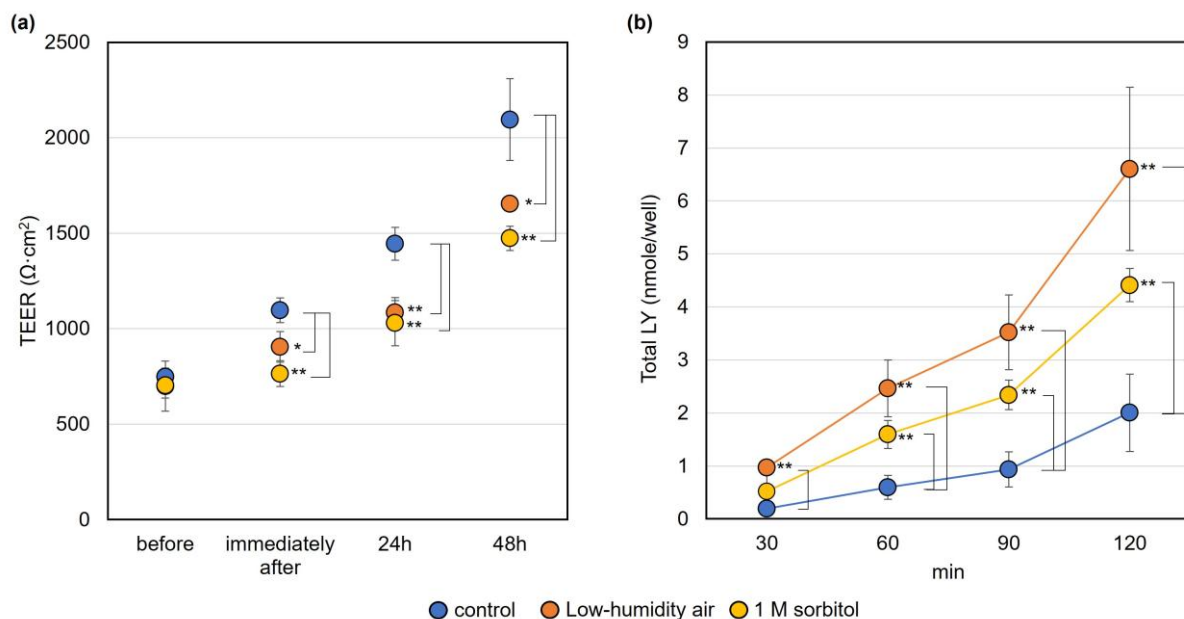 (a)
2500
2000
1500
1000
500
0
TEER (Ω·cm²)
*
**
**
**
*
**
before
immediately
after
24h
48h
(b)
9
8
7
6
5
4
3
2
1
0
Total LY (nmole/well)
**
**
**
**
**
**
**
30
60
90
120
min
control
Low-humidity air
1 M sorbitol